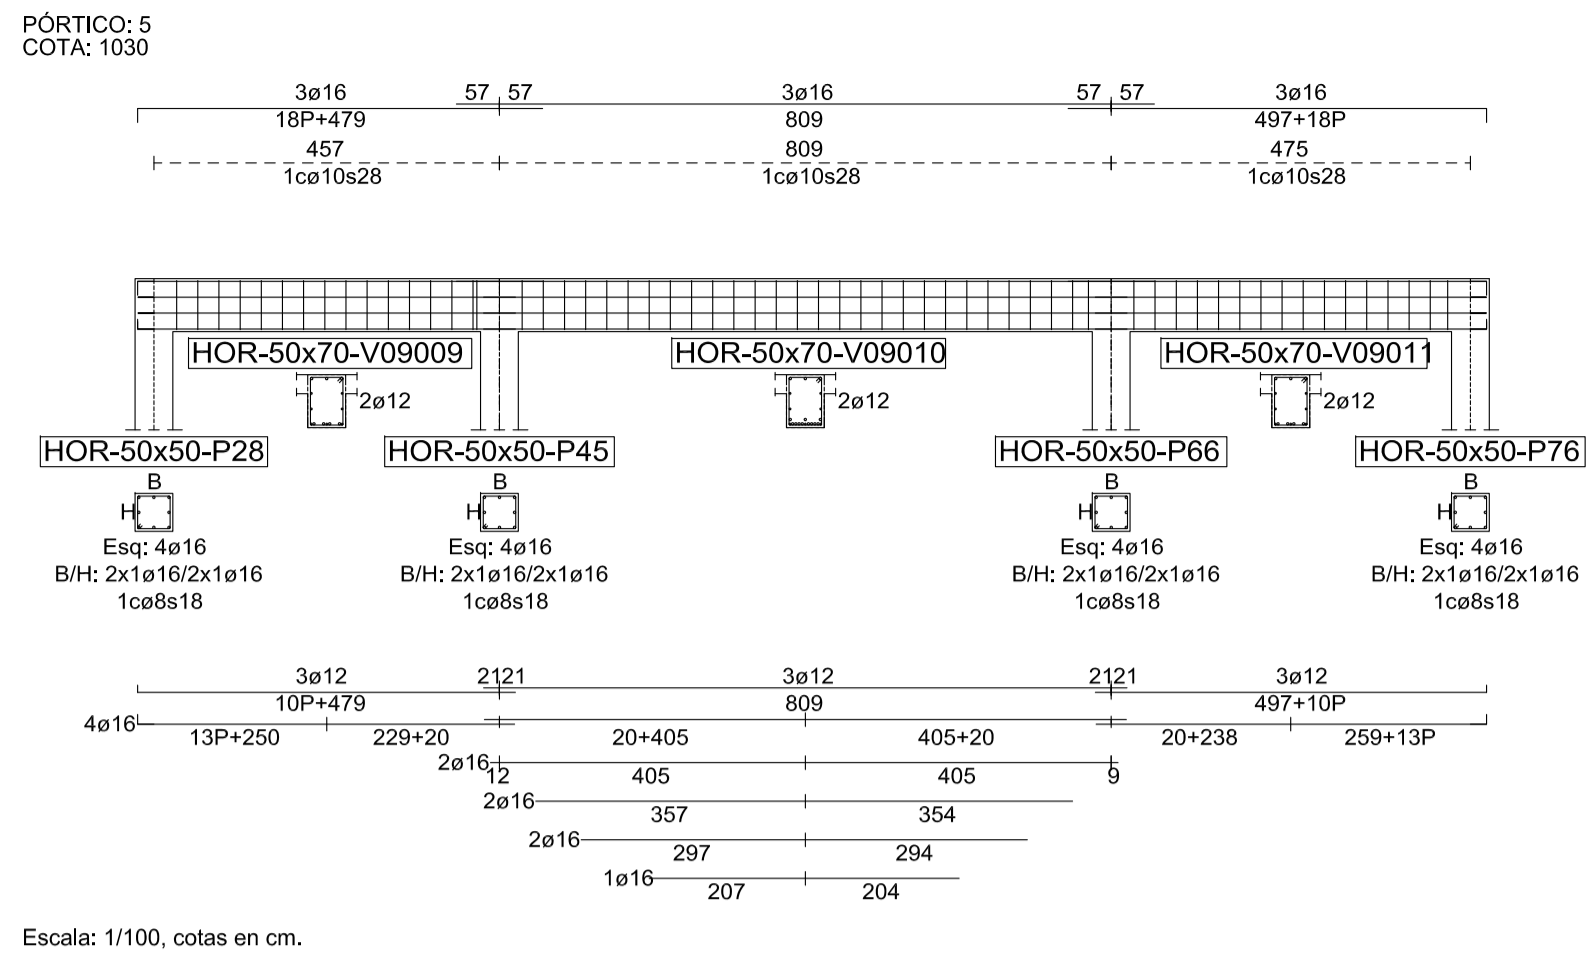 PÓRTICO: 5
COTA: 1030
3ø16 57 57 3ø16 57 57 3ø16
18P+479 809 497+18P
457 809 475
1cø10s28 1cø10s28 1cø10s28
HOR-50x70-V09009 HOR-50x70-V09010 HOR-50x70-V09011
2ø12 2ø12 2ø12
HOR-50x50-P28 HOR-50x50-P45 HOR-50x50-P66 HOR-50x50-P76
B B B B
H H H H
Esq: 4ø16 Esq: 4ø16 Esq: 4ø16 Esq: 4ø16
B/H: 2x1ø16/2x1ø16 B/H: 2x1ø16/2x1ø16 B/H: 2x1ø16/2x1ø16 B/H: 2x1ø16/2x1ø16
1cø8s18 1cø8s18 1cø8s18 1cø8s18
3ø12 2121 3ø12 2121 3ø12
10P+479 809 497+10P
4ø16 13P+250 229+20 20+405 405+20 20+238 259+13P
2ø16 12 405 405 9
2ø16 357 354
2ø16 297 294
1ø16 207 204
Escala: 1/100, cotas en cm.